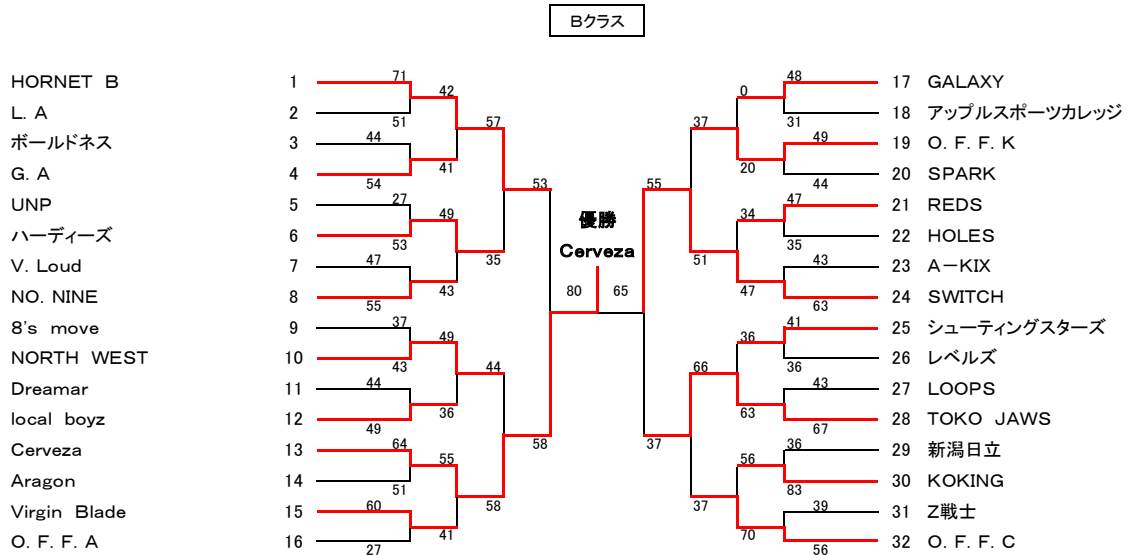 Bクラス
HORNET B 1 71 42 57 53
L. A 2 51
ボールドネス 3 44
G. A 4 54 41
UNP 5 27 49 35
ハーディーズ 6 53
V. Loud 7 47
NO. NINE 8 55 43
8's move 9 37 49 44 58
NORTH WEST 10 43
Dreamar 11 44
local boyz 12 49 36
Cerveza 13 64 55 58
Aragon 14 51
Virgin Blade 15 60
O. F. F. A 16 27 41
優勝
Cerveza
80 65
55 37 0 48 17 GALAXY
31 18 アップルスポーツカレッジ
49 19 O. F. F. K
20 44 20 SPARK
51 34 47 21 REDS
35 22 HOLES
43 23 A-KIX
47 63 24 SWITCH
37 66 36 41 25 シューティングスターズ
36 26 レベルズ
43 27 LOOPS
63 67 28 TOKO JAWS
37 56 36 29 新潟日立
83 30 KOKING
39 31 Z戦士
70 56 32 O. F. F. C